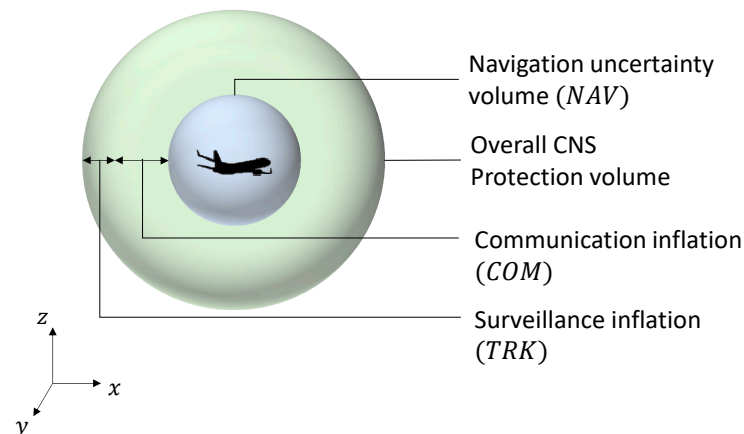 Navigation uncertainty
volume (NAV)
Overall CNS
Protection volume
Communication inflation
(COM)
Surveillance inflation
(TRK)
z
x
y